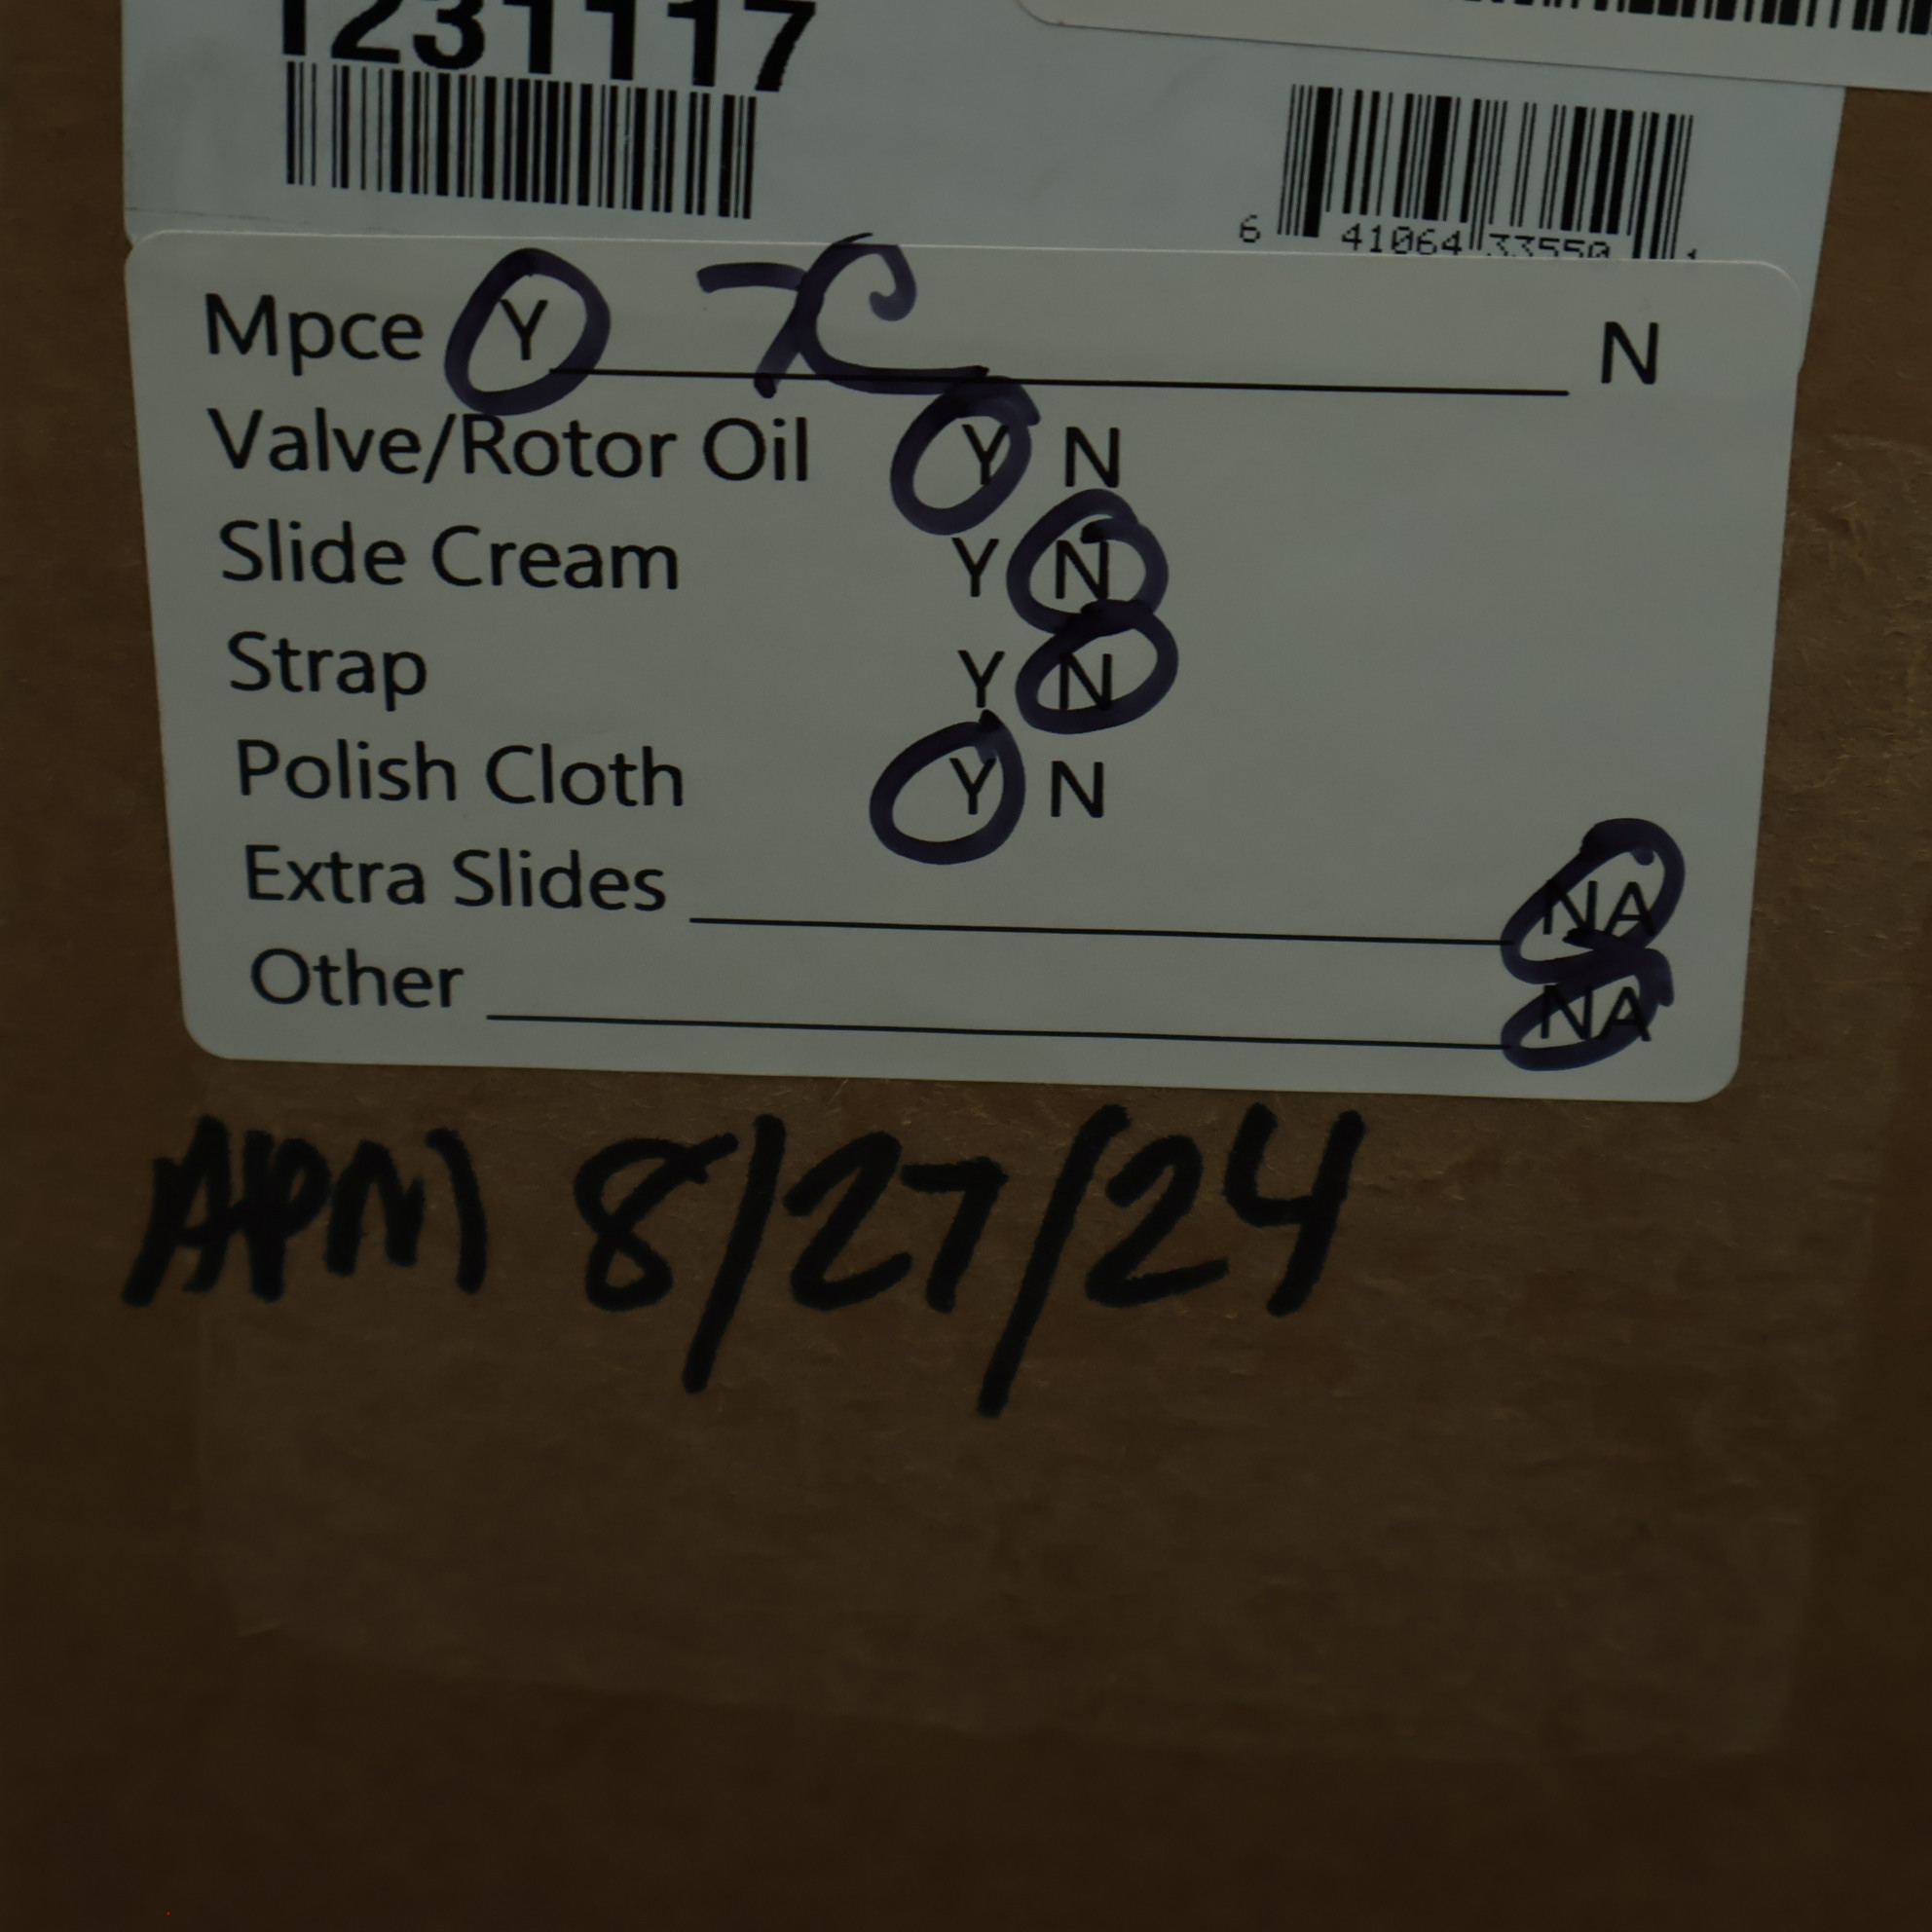 1231117
6 41064 33550 1
Mpce Y 7C N
Valve/Rotor Oil Y N
Slide Cream Y N
Strap Y N
Polish Cloth Y N
Extra Slides NA
Other NA
APM 8/27/24